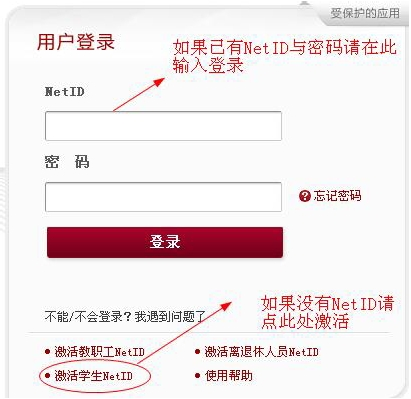 受保护的应用
用户登录
如果已有NetID与密码请在此
输入登录
NetID
密 码
忘记密码
登录
如果没有NetID请
点此处激活
不能/不会登录？我遇到问题了
激活教职工NetID
激活离退休人员NetID
激活学生NetID
使用帮助